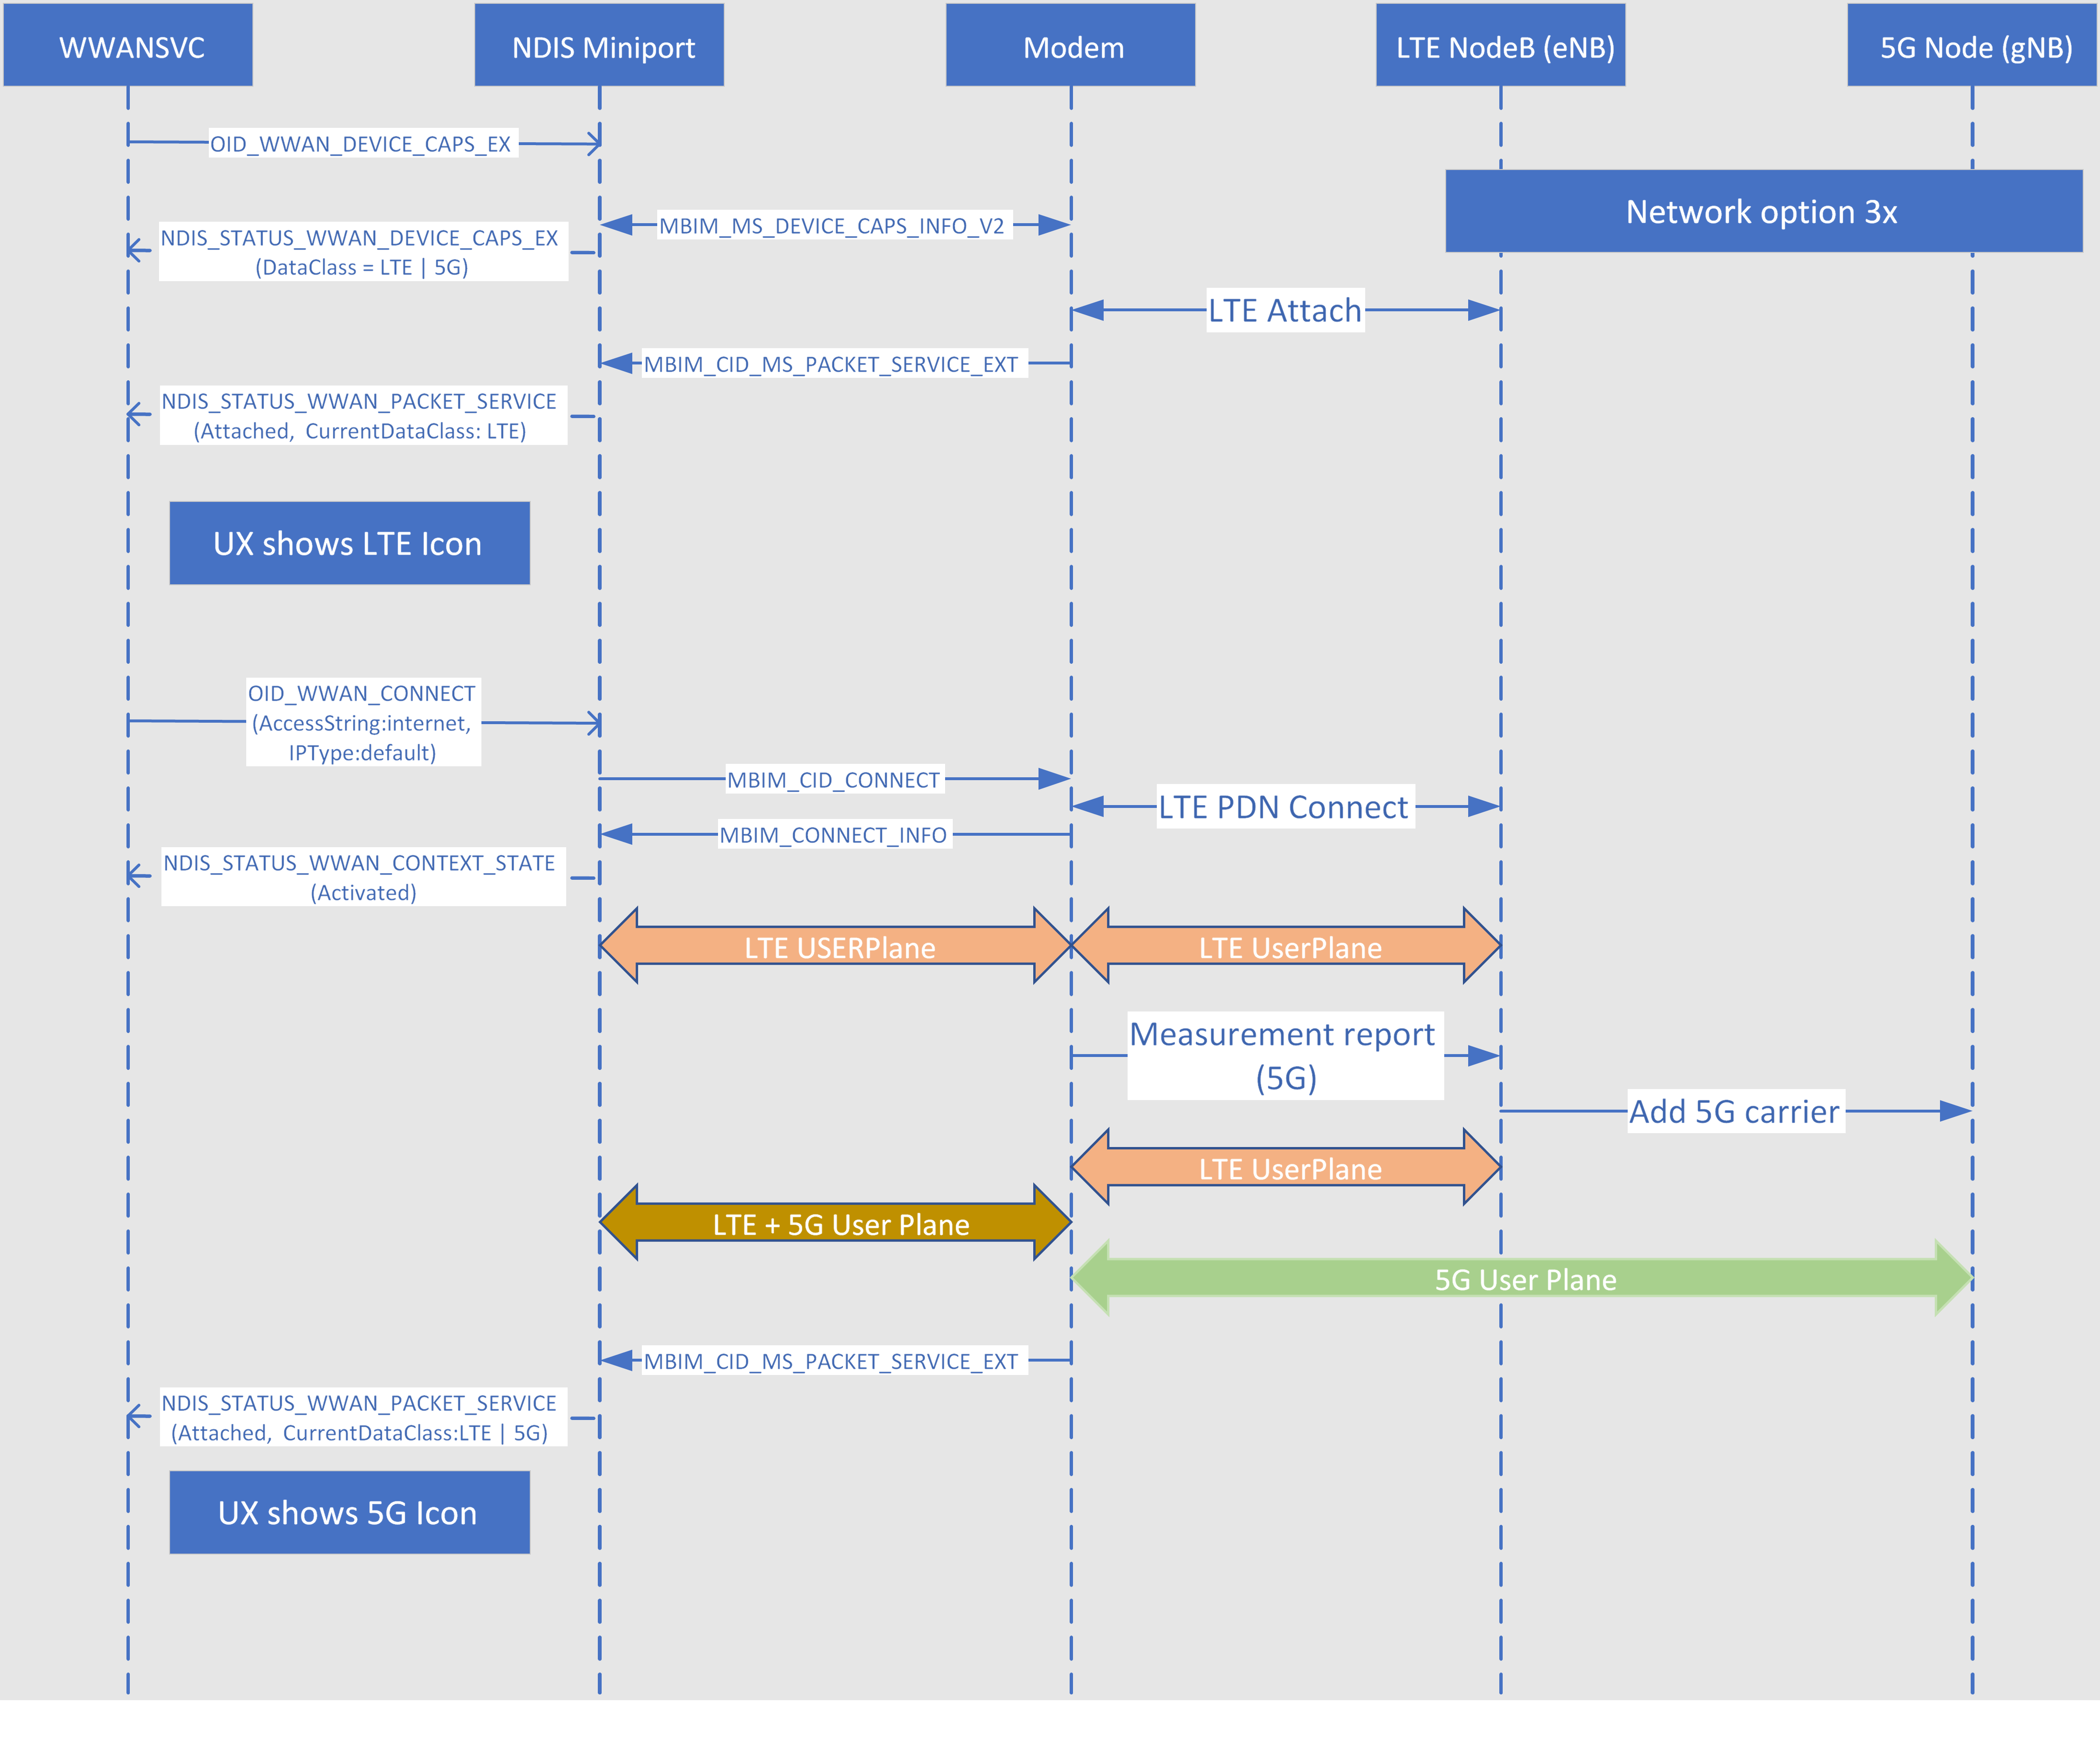 WWANSVC
NDIS Miniport
Modem
LTE NodeB (eNB)
5G Node (gNB)
OID_WWAN_DEVICE_CAPS_EX
Network option 3x
MBIM_MS_DEVICE_CAPS_INFO_V2
NDIS_STATUS_WWAN_DEVICE_CAPS_EX
(DataClass = LTE | 5G)
LTE Attach
MBIM_CID_MS_PACKET_SERVICE_EXT
NDIS_STATUS_WWAN_PACKET_SERVICE
(Attached, CurrentDataClass: LTE)
UX shows LTE Icon
OID_WWAN_CONNECT
(AccessString:internet,
IPType:default)
MBIM_CID_CONNECT
LTE PDN Connect
MBIM_CONNECT_INFO
NDIS_STATUS_WWAN_CONTEXT_STATE
(Activated)
LTE USERPlane
LTE UserPlane
Measurement report
(5G)
Add 5G carrier
LTE UserPlane
LTE + 5G User Plane
5G User Plane
MBIM_CID_MS_PACKET_SERVICE_EXT
NDIS_STATUS_WWAN_PACKET_SERVICE
(Attached, CurrentDataClass:LTE | 5G)
UX shows 5G Icon